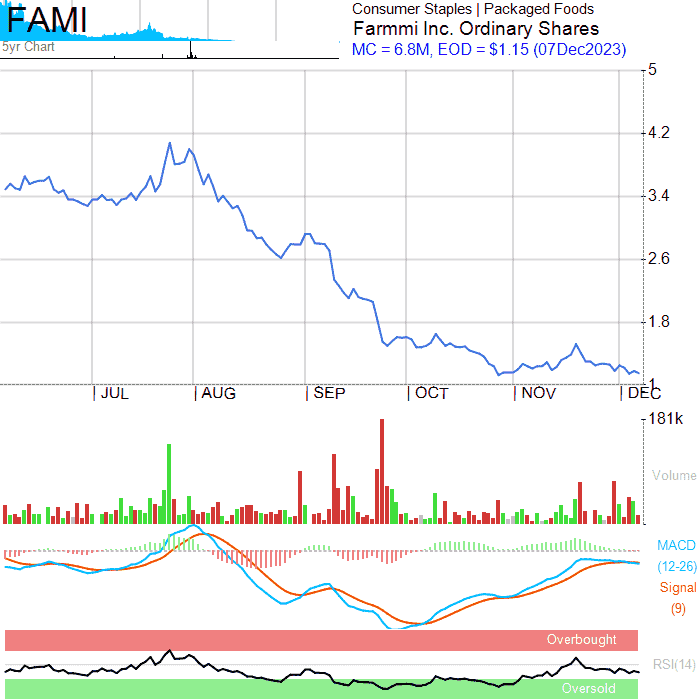 FAMI
5yr Chart
Consumer Staples | Packaged Foods
Farmmi Inc. Ordinary Shares
MC = 6.8M, EOD = $1.15 (07Dec2023)
5
4.2
3.4
2.6
1.8
1
JUL AUG SEP OCT NOV DEC
181k
Volume
MACD
(12-26)
Signal
(9)
Overbought
RSI(14)
Oversold